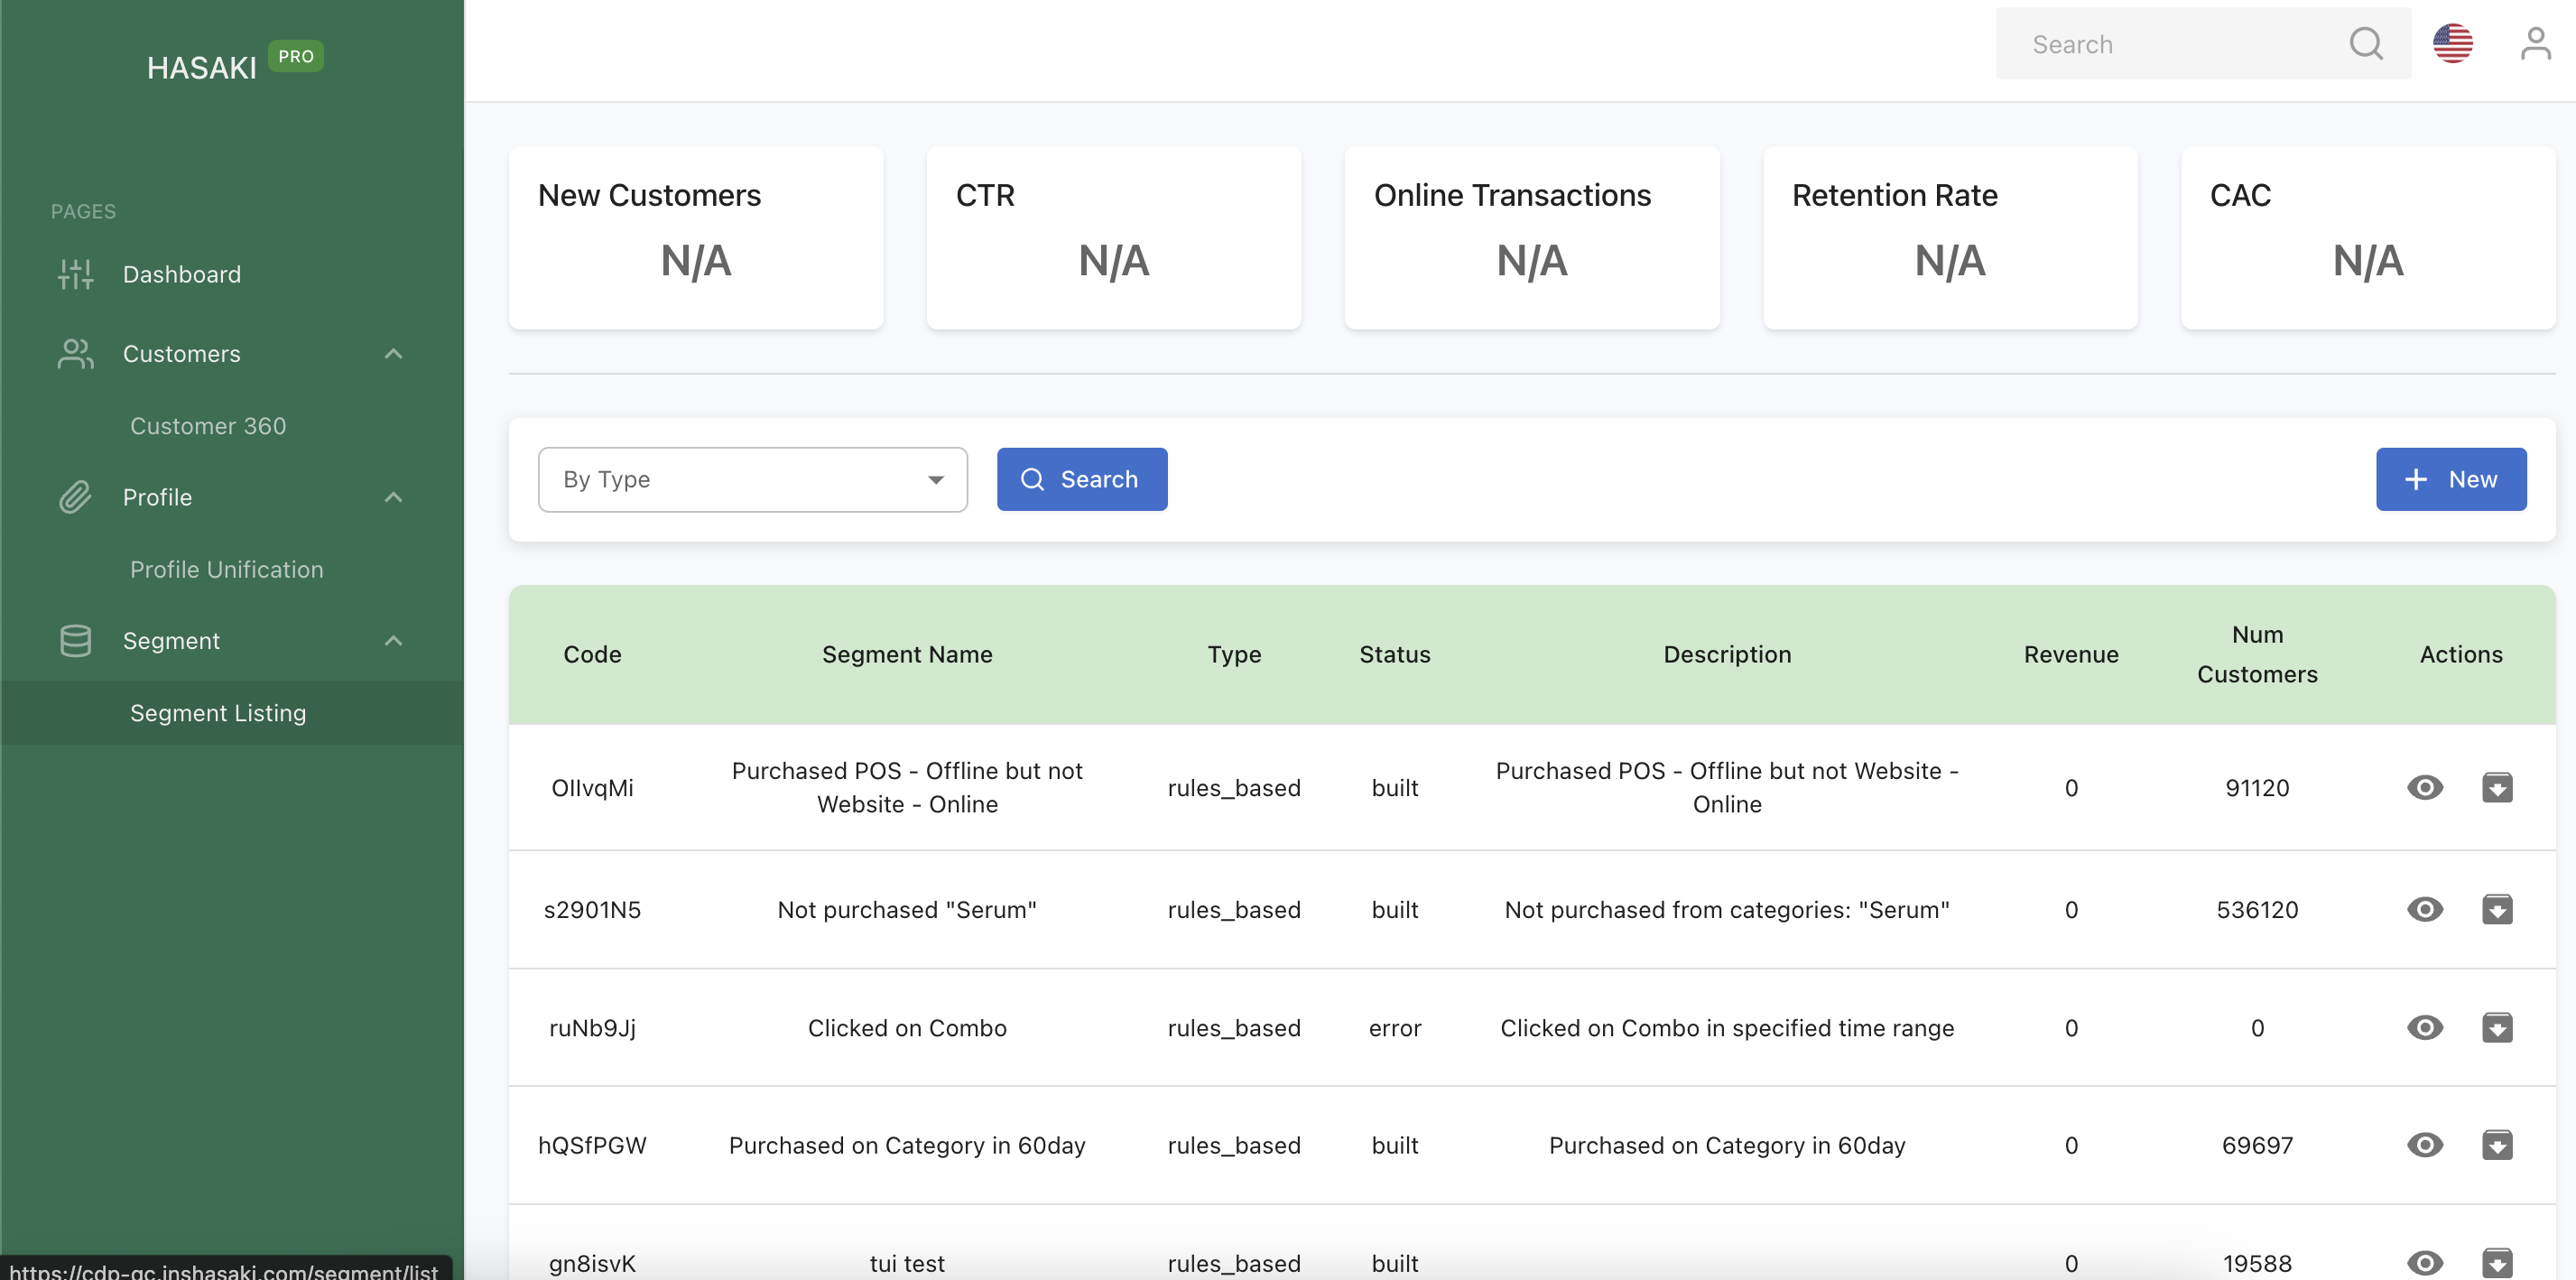 HASAKI PRO
Search
PAGES
Dashboard
Customers
Customer 360
Profile
Profile Unification
Segment
Segment Listing
New Customers
N/A
CTR
N/A
Online Transactions
N/A
Retention Rate
N/A
CAC
N/A
By Type
Search
New
Code Segment Name Type Status Description Revenue Num Customers Actions
OIIvqMi Purchased POS - Offline but not Website - Online rules_based built Purchased POS - Offline but not Website - Online 0 91120
s2901N5 Not purchased "Serum" rules_based built Not purchased from categories: "Serum" 0 536120
ruNb9Jj Clicked on Combo rules_based error Clicked on Combo in specified time range 0 0
hQSfPGW Purchased on Category in 60day rules_based built Purchased on Category in 60day 0 69697
gn8isvK tui test rules_based built 0 19588
https://cdp-qc.inshasaki.com/segment/list